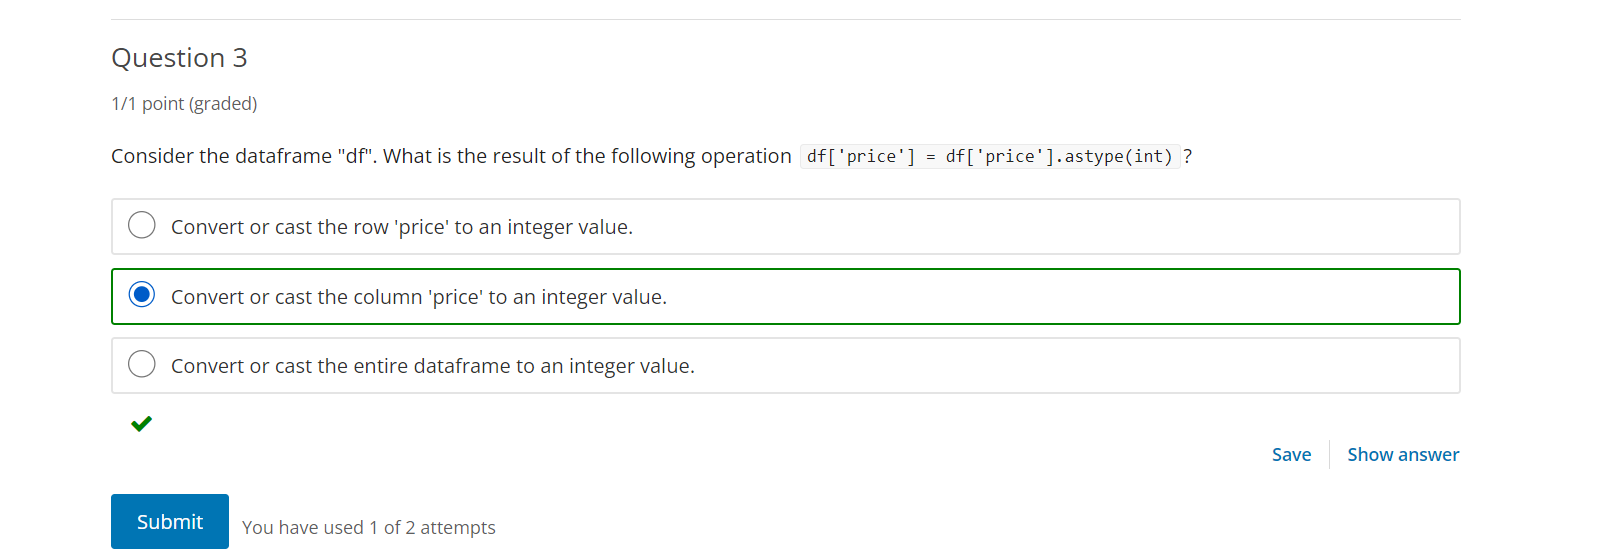 Question 3
1/1 point (graded)
Consider the dataframe "df". What is the result of the following operation df['price'] = df['price'].astype(int) ?
Convert or cast the row 'price' to an integer value.
Convert or cast the column 'price' to an integer value.
Convert or cast the entire dataframe to an integer value.
Save
Show answer
Submit
You have used 1 of 2 attempts